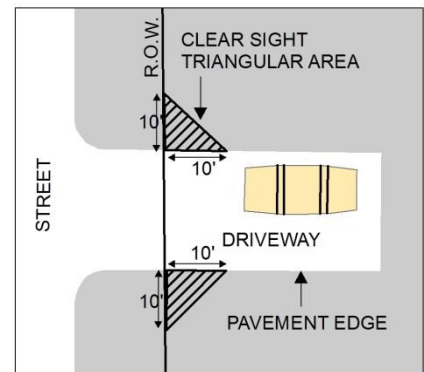 R.O.W.
CLEAR SIGHT
TRIANGULAR AREA
10'
10'
STREET
10'
DRIVEWAY
10'
PAVEMENT EDGE